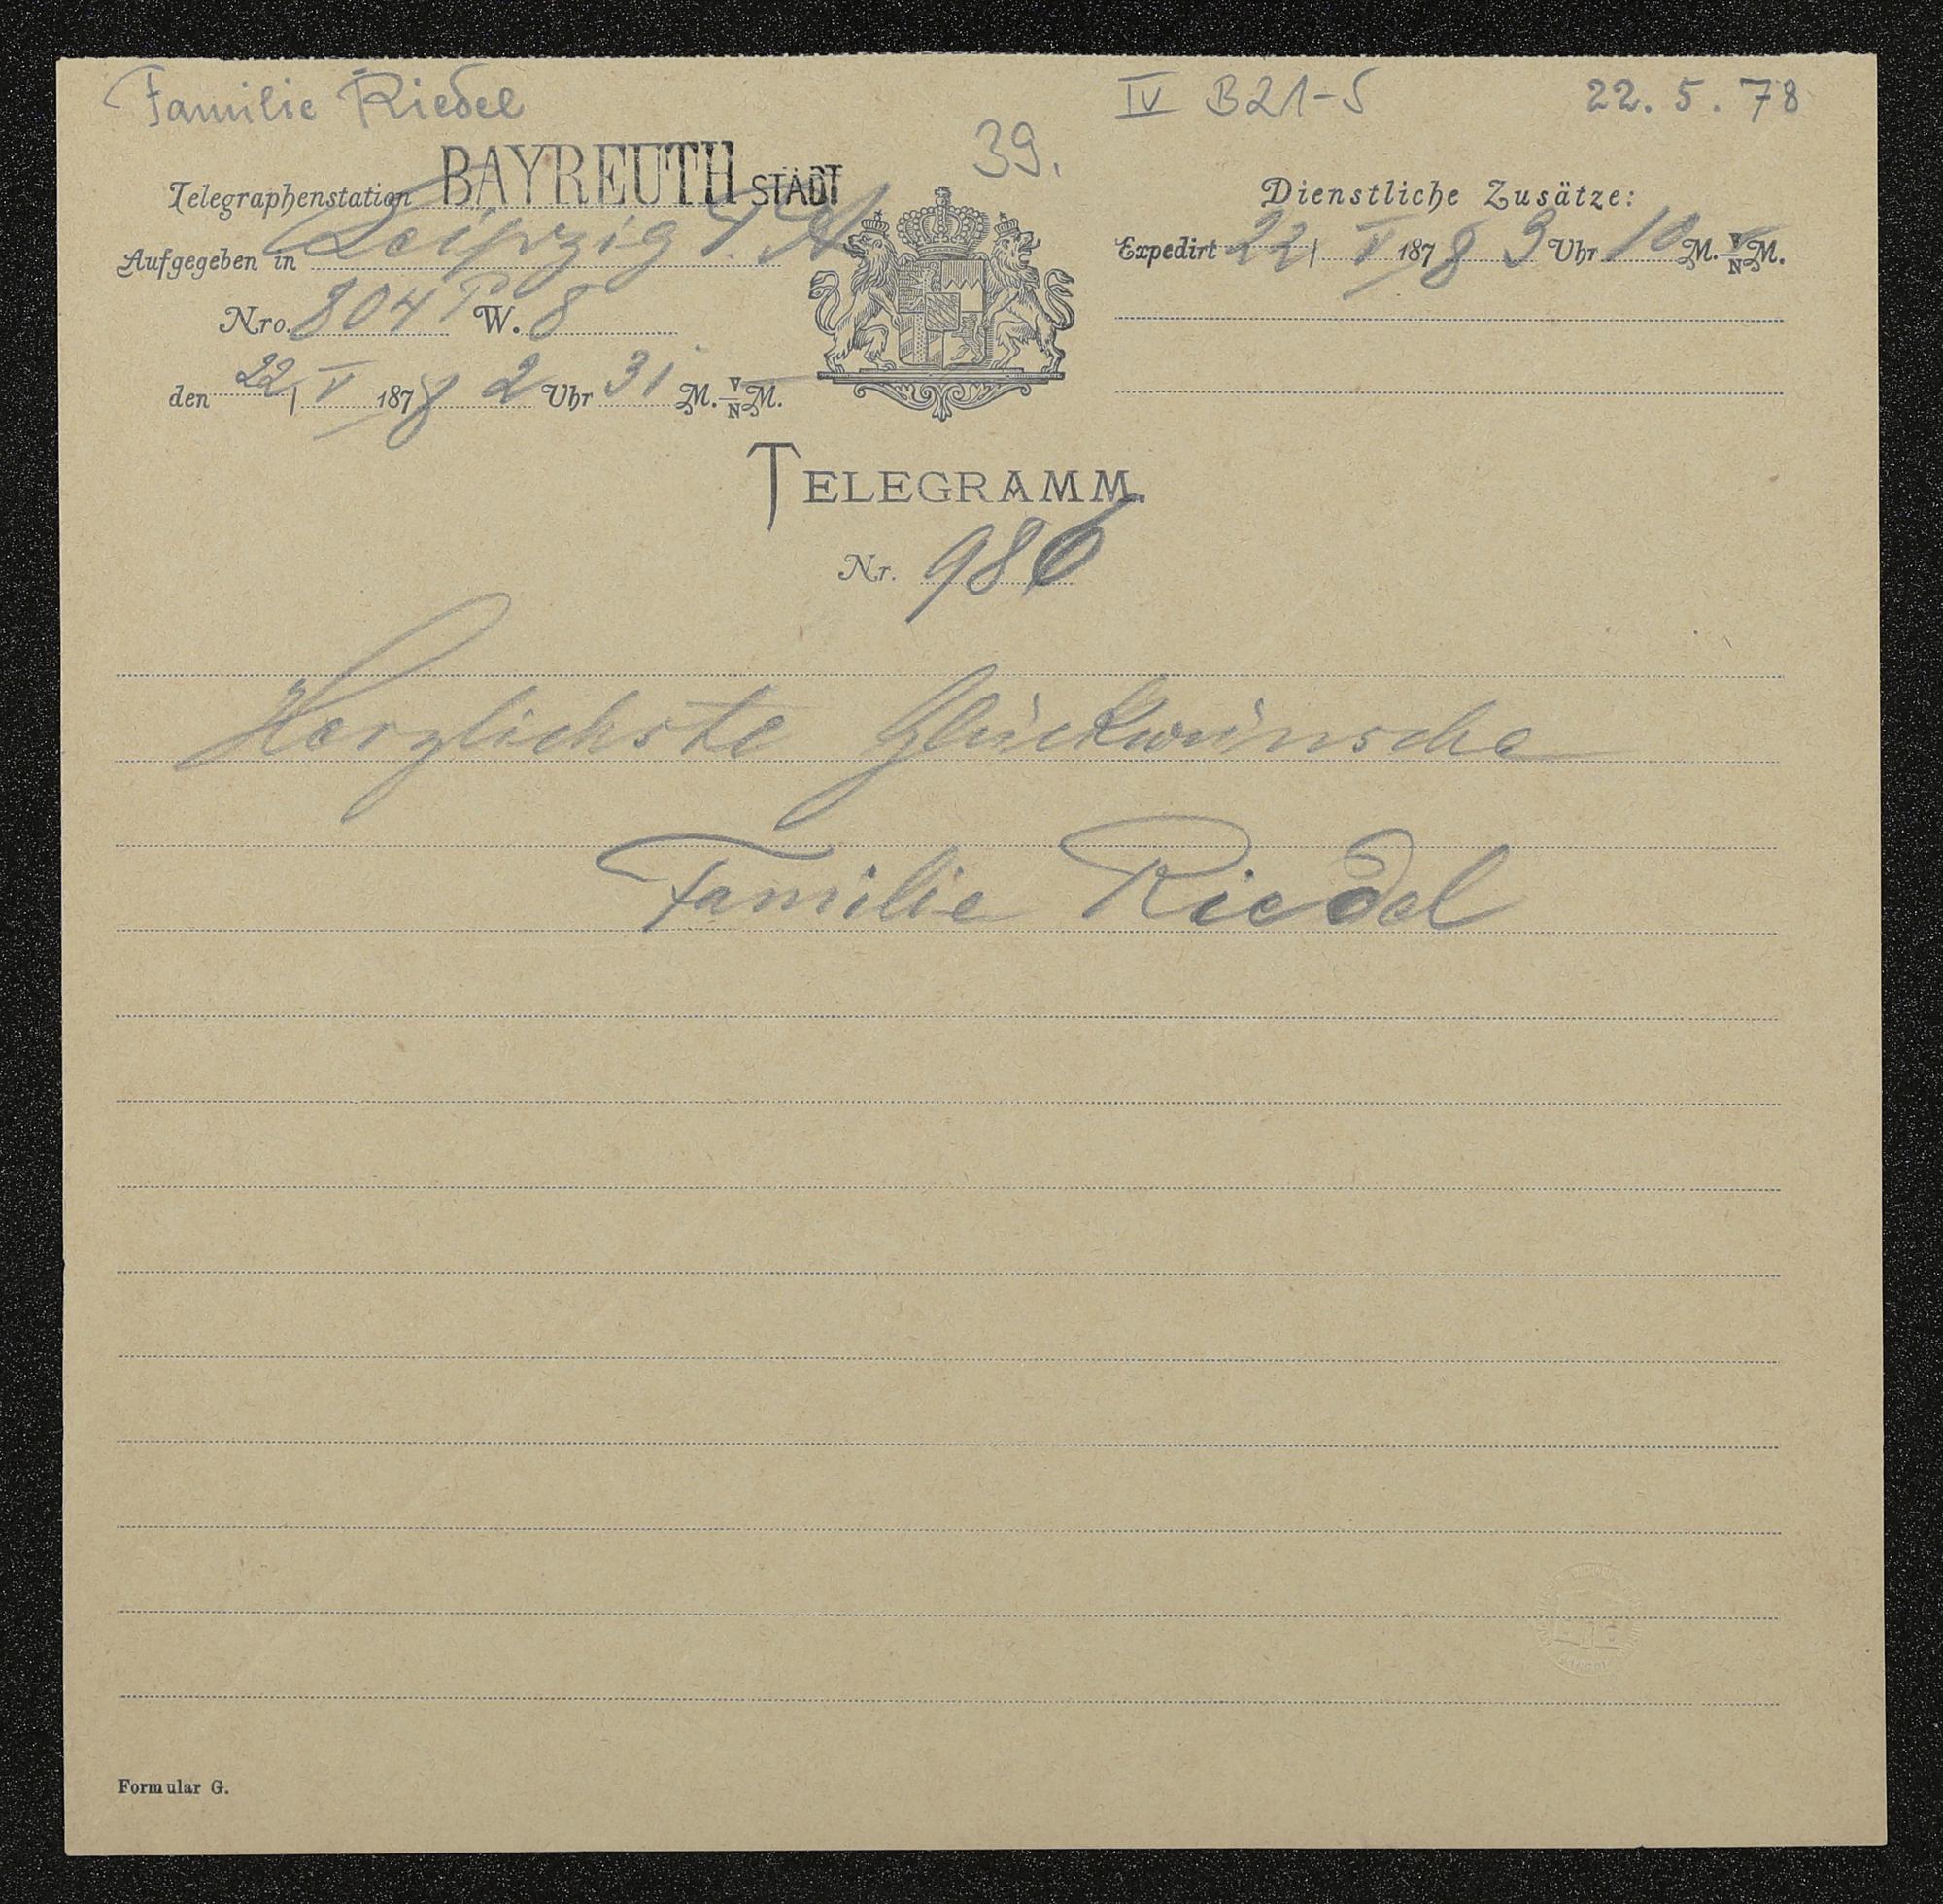 Familie Riedel
IV B21-5
22. 5. 78
39.
Telegraphenstation BAYREUTH STADT
Aufgegeben in Leipzig T. A
Nro. 804 P W. 8
den 22/V 1878 2 Uhr 31 M. V/N M.
Dienstliche Zusätze:
Expedirt 22/V 1878 3 Uhr 10 M. V/N M.
TELEGRAMM.
Nr. 986
Herzlichste Glückwünsche
Familie Riedel
Formular G.